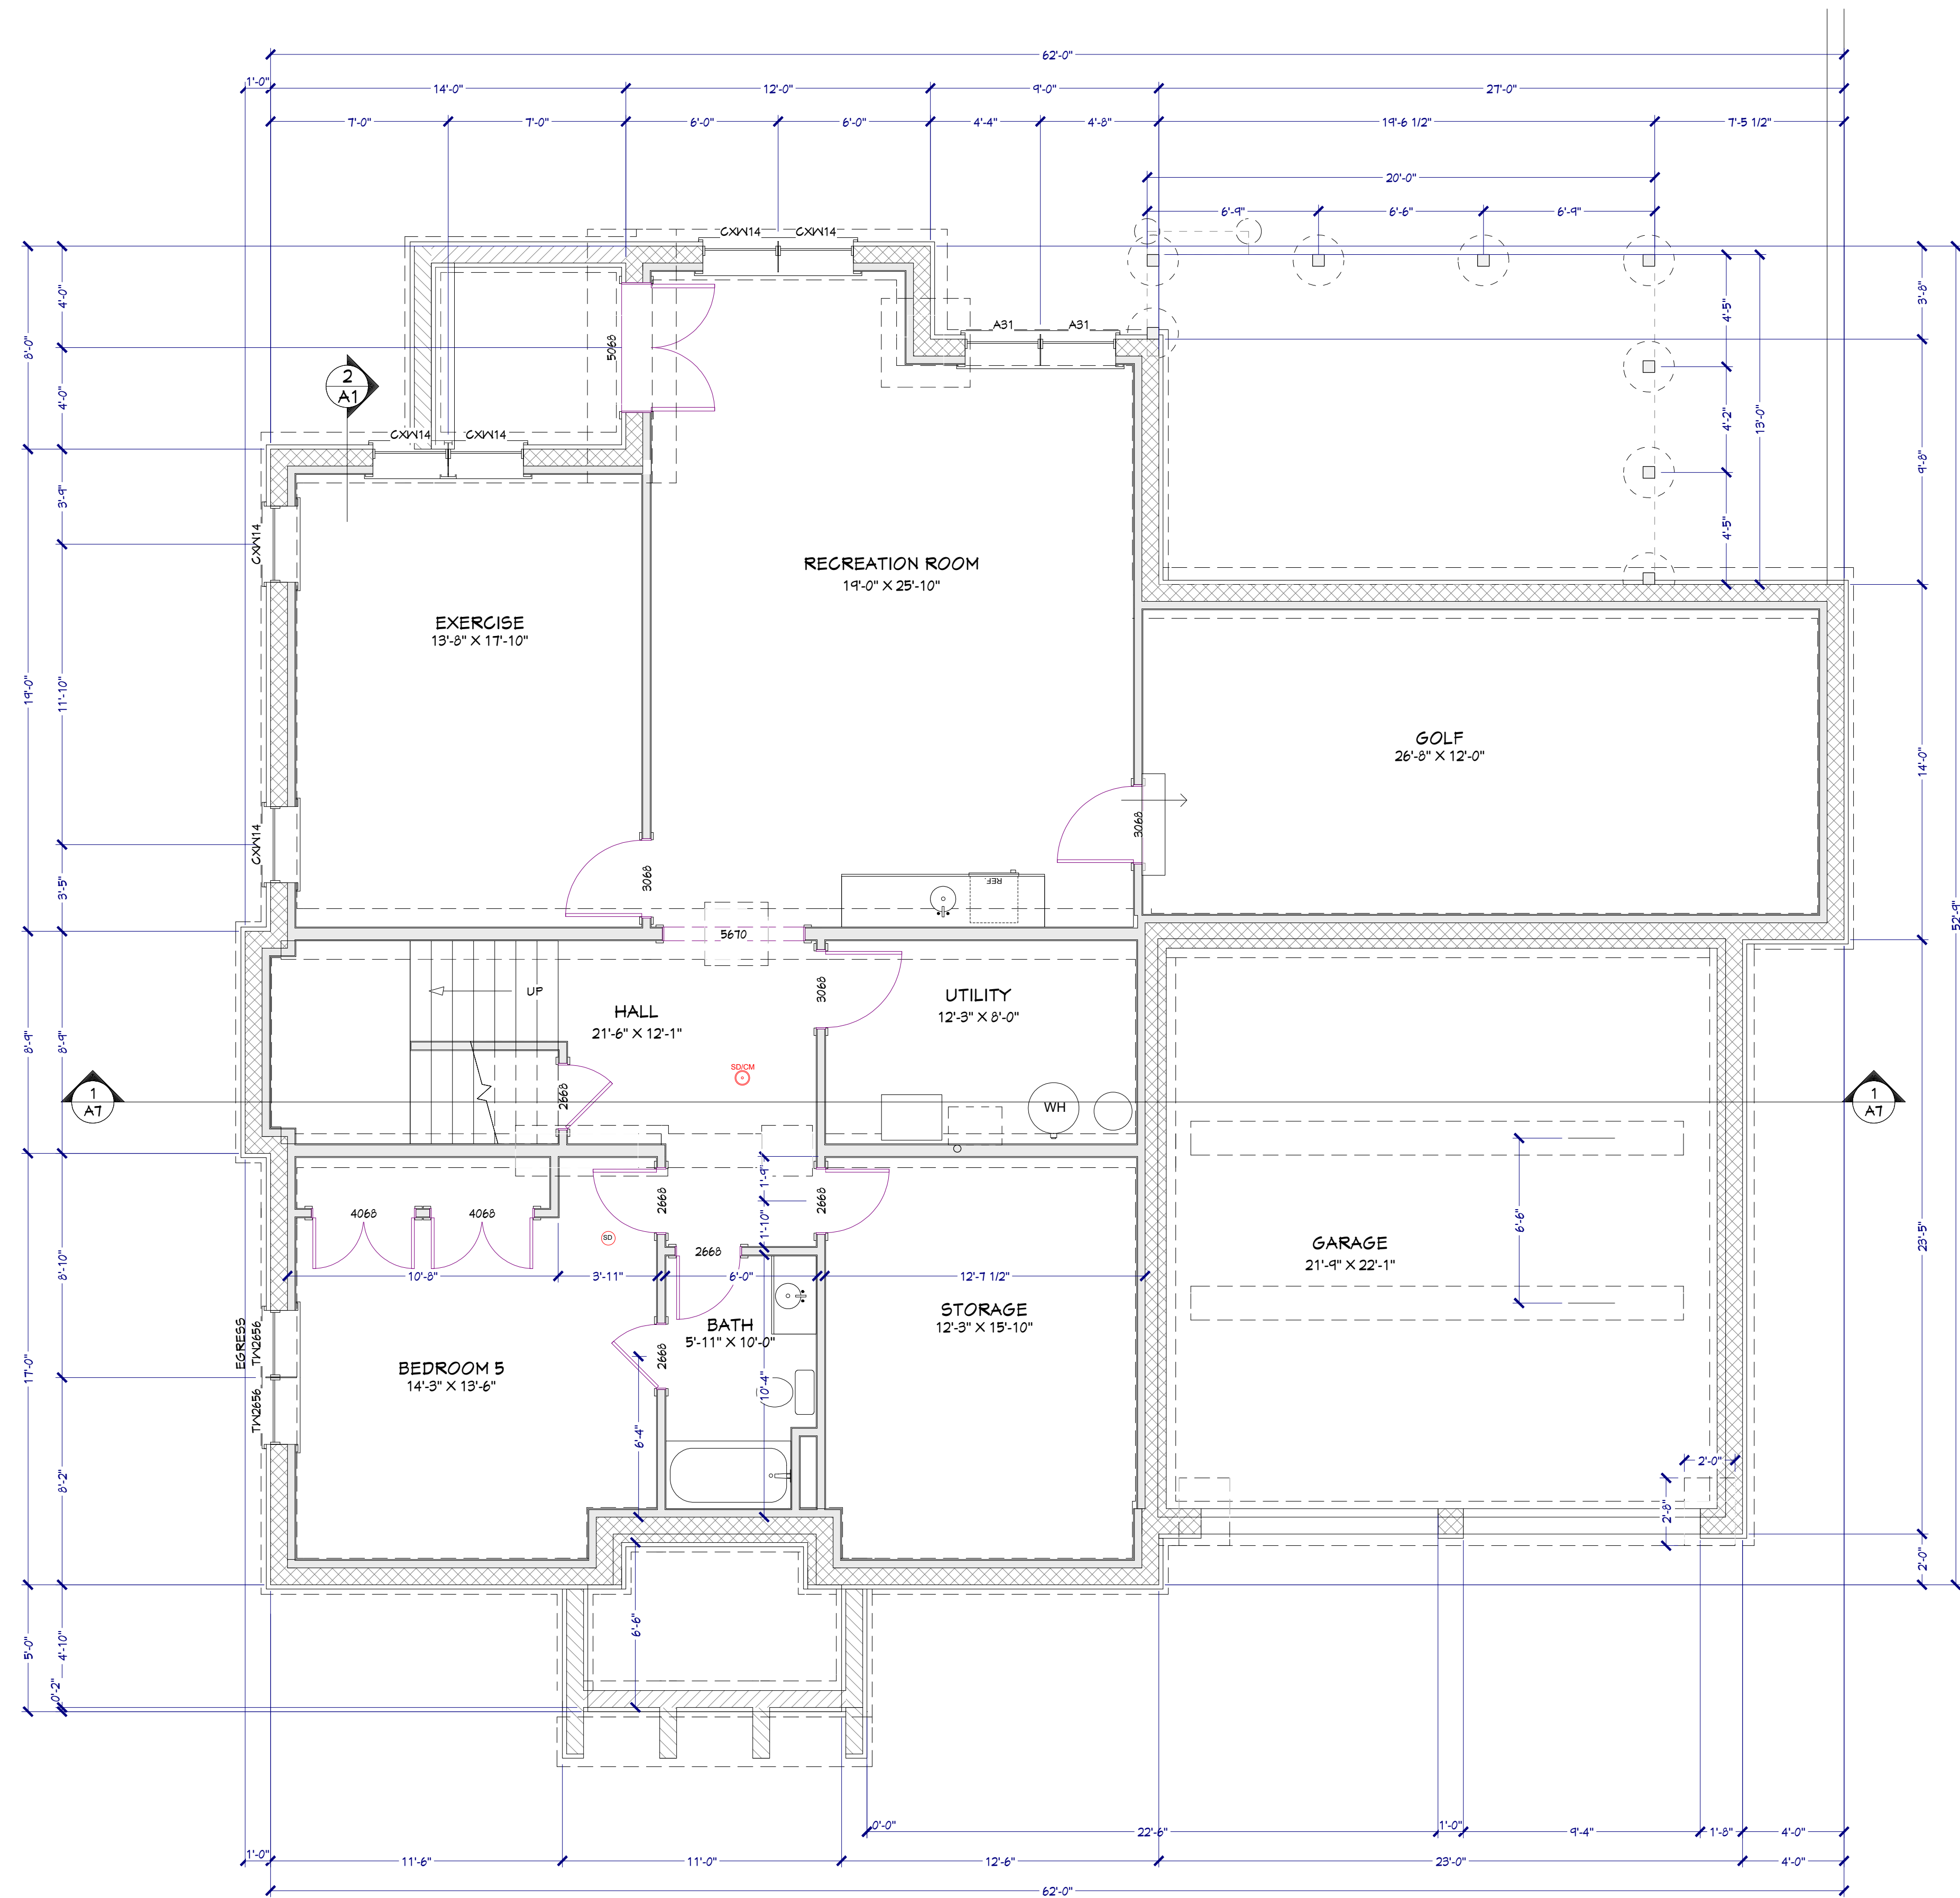 62'-0"
1'-0" 14'-0" 12'-0" 9'-0" 27'-0"
7'-0" 7'-0" 6'-0" 6'-0" 4'-4" 4'-8" 19'-6 1/2" 7'-5 1/2"
20'-0"
6'-9" 6'-6" 6'-9"
CXW14 CXW14
A31 A31
4'-0"
8'-0"
4'-0"
3'-8"
4'-5"
4'-2"
13'-0"
4'-5"
9'-8"
5068
2
A1
CXW14 CXW14
3'-9"
CXW14
RECREATION ROOM
19'-0" X 25'-10"
EXERCISE
13'-8" X 17'-10"
19'-0"
11'-10"
GOLF
26'-8" X 12'-0"
14'-0"
CXW14
3068
3'-5"
3068
REF.
5670
52'-9"
UP
HALL
21'-6" X 12'-1"
3068
UTILITY
12'-3" X 8'-0"
8'-9"
8'-9"
SD/CM
2668
WH
1
A7
1
A7
1'-9"
1'-10"
2668
2668
4068 4068
SD
2668
6'-6"
23'-5"
GARAGE
21'-9" X 22'-1"
8'-10"
10'-8" 3'-11" 6'-0" 12'-7 1/2"
EGRESS
TW2656
TW2656
BATH
5'-11" X 10'-0"
STORAGE
12'-3" X 15'-10"
2668
BEDROOM 5
14'-3" X 13'-6"
17'-0"
10'-4"
6'-4"
8'-2"
2'-0"
2'-8"
2'-0"
6'-6"
5'-0"
4'-10"
0'-2"
0'-0" 22'-6" 1'-0" 9'-4" 1'-8" 4'-0"
1'-0" 11'-6" 11'-0" 12'-6" 23'-0" 4'-0"
62'-0"